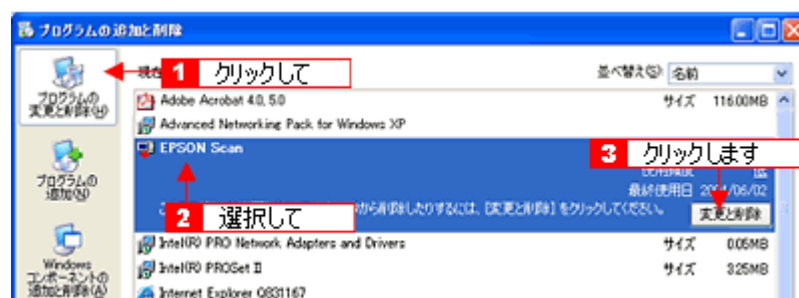 プログラムの追加と削除
1 クリックして
現在
並べ替え(S): 名前
プログラムの
変更と削除(H)
Adobe Acrobat 4.0, 5.0 サイズ 116.00MB
Advanced Networking Pack for Windows XP
EPSON Scan
3 クリックします
使用頻度 低
最終使用日 2004/06/02
プログラムの
追加(N)
2 選択して
から削除したりするには、[変更と削除] をクリックしてください。
変更と削除
Intel(R) PRO Network Adapters and Drivers サイズ 0.05MB
Windows
コンポーネントの
追加と削除(A)
Intel(R) PROSet II サイズ 3.25MB
Internet Explorer Q831167